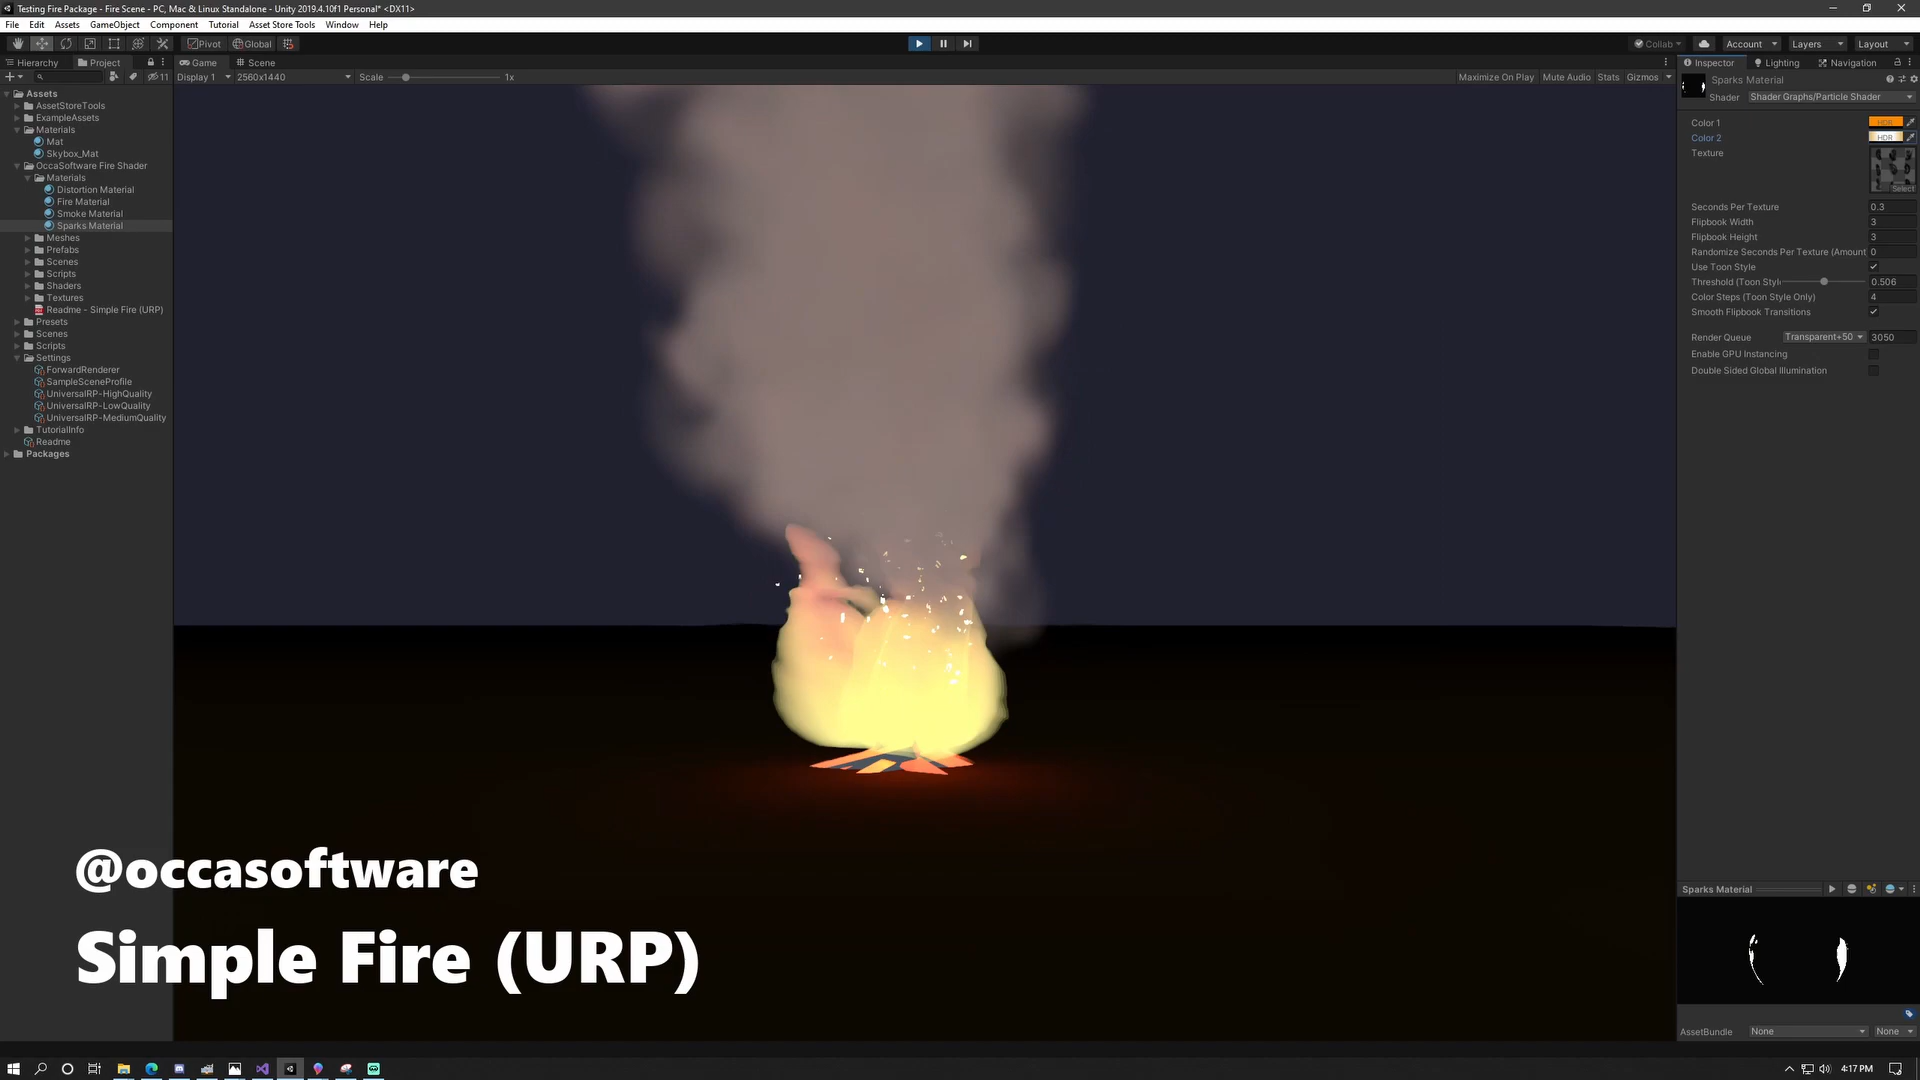 Testing Fire Package - Fire Scene - PC, Mac & Linux Standalone - Unity 2019.4.10f1 Personal* <DX11>
File Edit Assets GameObject Component Tutorial Asset Store Tools Window Help
Pivot Global Collab Account Layers Layout
Hierarchy Project Game Scene Inspector Lighting Navigation
11 Display 1 2560x1440 Scale 1x Maximize On Play Mute Audio Stats Gizmos
Sparks Material
Shader Shader Graphs/Particle Shader
Assets
AssetStoreTools
ExampleAssets
Materials
Mat
Skybox_Mat
OccaSoftware Fire Shader
Materials
Distortion Material
Fire Material
Smoke Material
Sparks Material
Meshes
Prefabs
Scenes
Scripts
Shaders
Textures
Readme - Simple Fire (URP)
Presets
Scenes
Scripts
Settings
ForwardRenderer
SampleSceneProfile
UniversalRP-HighQuality
UniversalRP-LowQuality
UniversalRP-MediumQuality
TutorialInfo
Readme
Packages
Color 1 HDR
Color 2 HDR
Texture
Select
Seconds Per Texture 0.3
Flipbook Width 3
Flipbook Height 3
Randomize Seconds Per Texture (Amount 0
Use Toon Style
Threshold (Toon Style 0.506
Color Steps (Toon Style Only) 4
Smooth Flipbook Transitions
Render Queue Transparent+50 3050
Enable GPU Instancing
Double Sided Global Illumination
@occasoftware
Simple Fire (URP)
Sparks Material
AssetBundle None None
4:17 PM